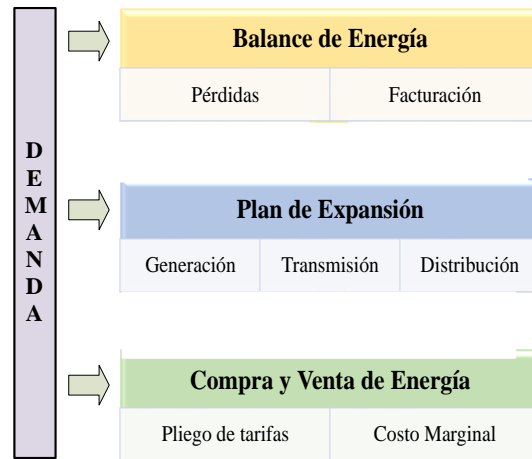 DEMANDA
Balance de Energía
Pérdidas
Facturación
Plan de Expansión
Generación
Transmisión
Distribución
Compra y Venta de Energía
Pliego de tarifas
Costo Marginal